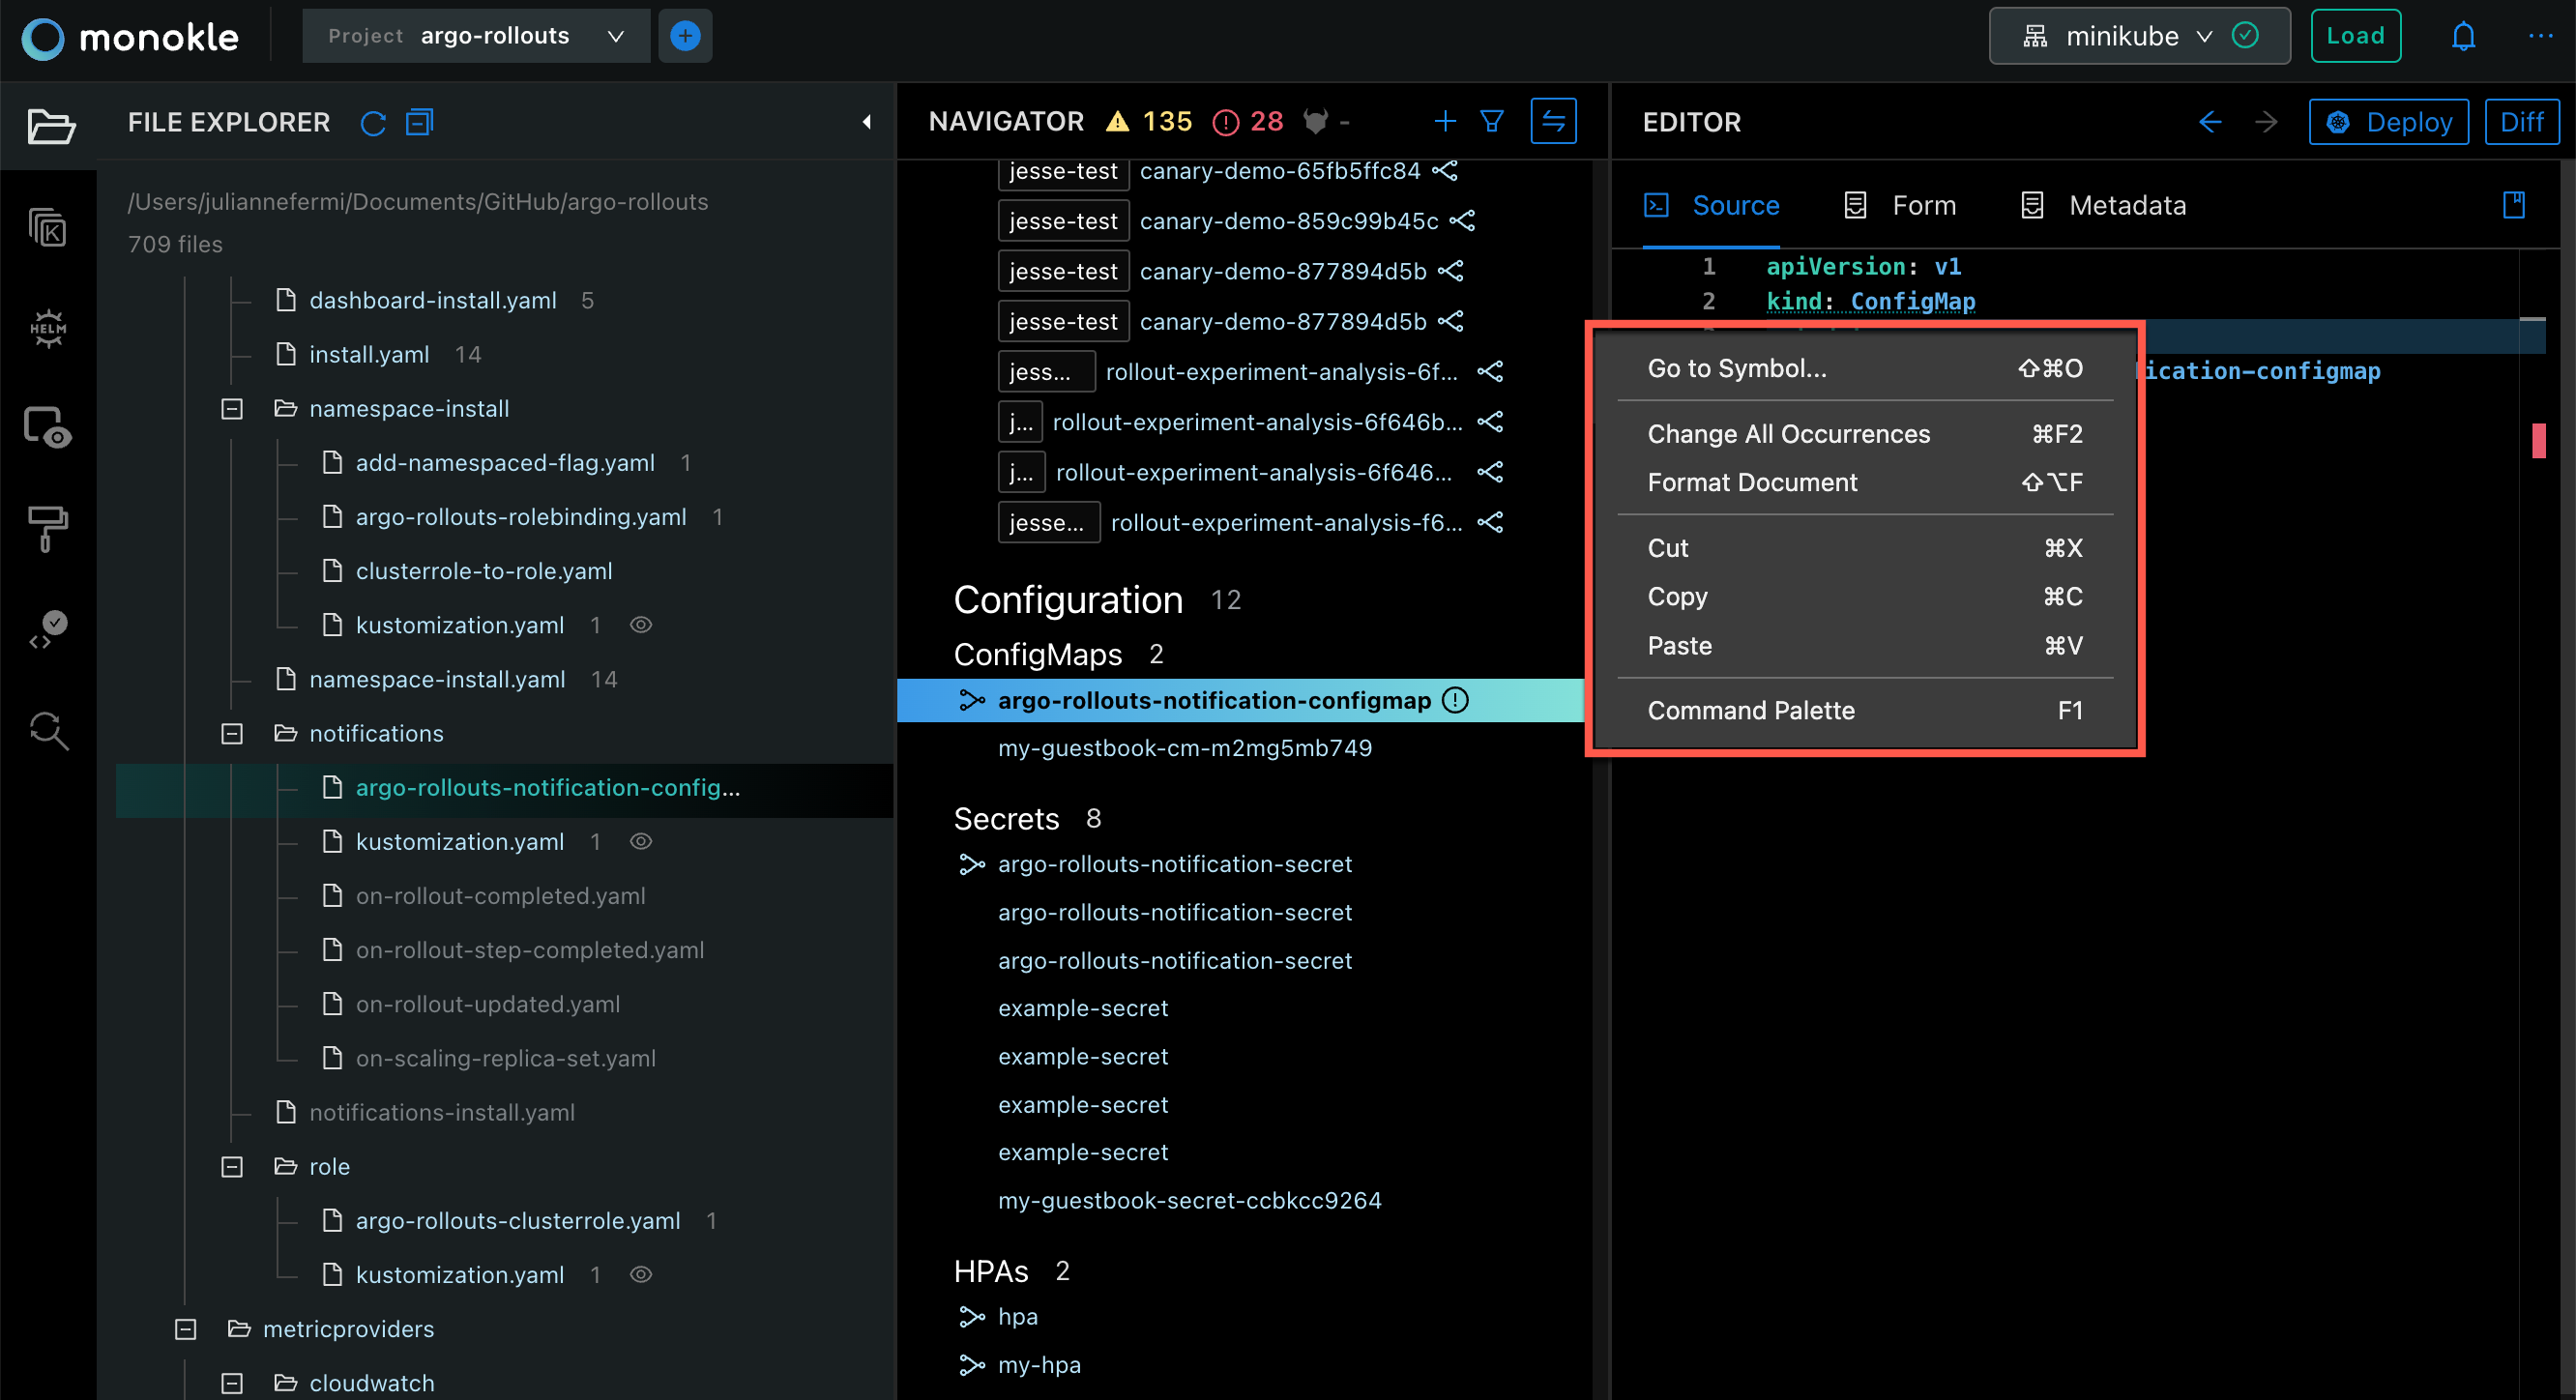 monokle
Project argo-rollouts
minikube
Load
FILE EXPLORER
/Users/juliannefermi/Documents/GitHub/argo-rollouts
709 files
dashboard-install.yaml 5
install.yaml 14
namespace-install
add-namespaced-flag.yaml 1
argo-rollouts-rolebinding.yaml 1
clusterrole-to-role.yaml
kustomization.yaml 1
namespace-install.yaml 14
notifications
argo-rollouts-notification-config...
kustomization.yaml 1
on-rollout-completed.yaml
on-rollout-step-completed.yaml
on-rollout-updated.yaml
on-scaling-replica-set.yaml
notifications-install.yaml
role
argo-rollouts-clusterrole.yaml 1
kustomization.yaml 1
metricproviders
cloudwatch
HELM
NAVIGATOR 135 28 -
jesse-test canary-demo-65fb5ffc84
jesse-test canary-demo-859c99b45c
jesse-test canary-demo-877894d5b
jesse-test canary-demo-877894d5b
jess... rollout-experiment-analysis-6f...
j... rollout-experiment-analysis-6f646b...
j... rollout-experiment-analysis-6f646...
jesse... rollout-experiment-analysis-f6...
Configuration 12
ConfigMaps 2
argo-rollouts-notification-configmap
my-guestbook-cm-m2mg5mb749
Secrets 8
argo-rollouts-notification-secret
argo-rollouts-notification-secret
argo-rollouts-notification-secret
example-secret
example-secret
example-secret
example-secret
my-guestbook-secret-ccbkcc9264
HPAs 2
hpa
my-hpa
EDITOR
Deploy
Diff
Source
Form
Metadata
1 apiVersion: v1
2 kind: ConfigMap
ication-configmap
Go to Symbol... ⇧⌘O
Change All Occurrences ⌘F2
Format Document ⇧⌥F
Cut ⌘X
Copy ⌘C
Paste ⌘V
Command Palette F1